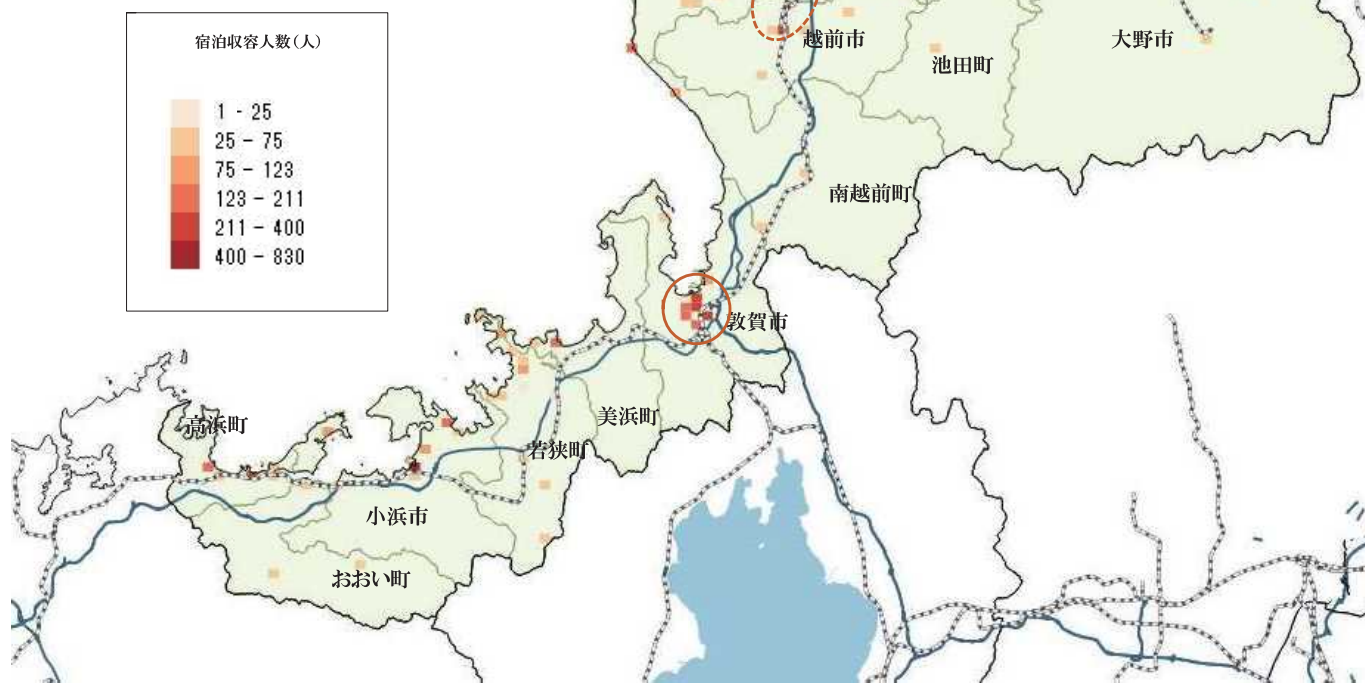 宿泊収容人数(人)
1 - 25
25 - 75
75 - 123
123 - 211
211 - 400
400 - 830
越前市
大野市
池田町
南越前町
敦賀市
美浜町
高浜町
若狭町
小浜市
おおい町